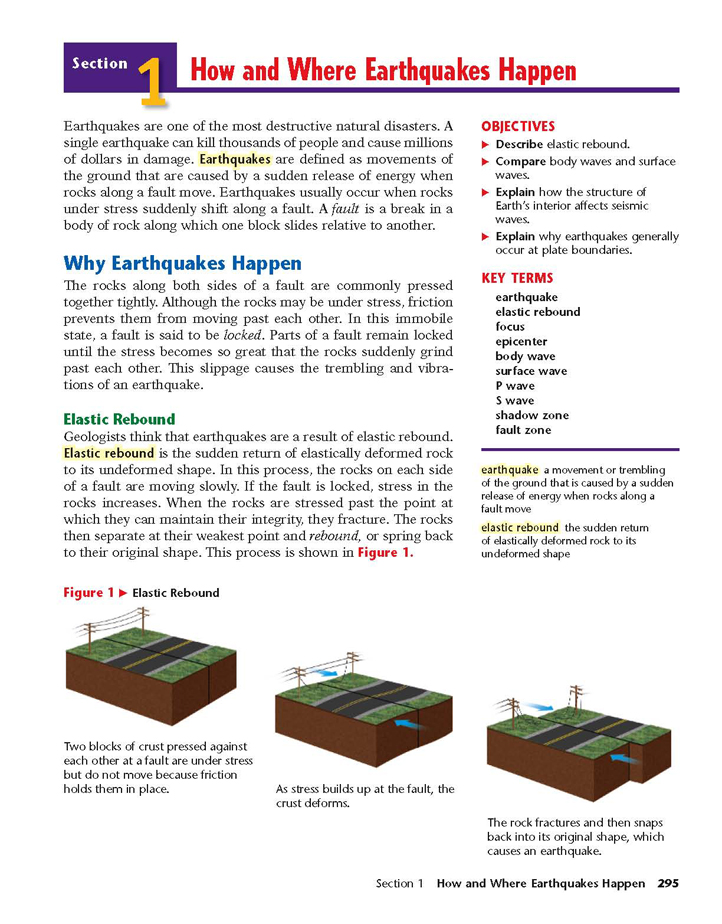 Section 1 How and Where Earthquakes Happen
Earthquakes are one of the most destructive natural disasters. A
single earthquake can kill thousands of people and cause millions
of dollars in damage. Earthquakes are defined as movements of
the ground that are caused by a sudden release of energy when
rocks along a fault move. Earthquakes usually occur when rocks
under stress suddenly shift along a fault. A fault is a break in a
body of rock along which one block slides relative to another.
Why Earthquakes Happen
The rocks along both sides of a fault are commonly pressed
together tightly. Although the rocks may be under stress, friction
prevents them from moving past each other. In this immobile
state, a fault is said to be locked. Parts of a fault remain locked
until the stress becomes so great that the rocks suddenly grind
past each other. This slippage causes the trembling and vibra-
tions of an earthquake.
Elastic Rebound
Geologists think that earthquakes are a result of elastic rebound.
Elastic rebound is the sudden return of elastically deformed rock
to its undeformed shape. In this process, the rocks on each side
of a fault are moving slowly. If the fault is locked, stress in the
rocks increases. When the rocks are stressed past the point at
which they can maintain their integrity, they fracture. The rocks
then separate at their weakest point and rebound, or spring back
to their original shape. This process is shown in Figure 1.
OBJECTIVES
▶ Describe elastic rebound.
▶ Compare body waves and surface
waves.
▶ Explain how the structure of
Earth's interior affects seismic
waves.
▶ Explain why earthquakes generally
occur at plate boundaries.
KEY TERMS
earthquake
elastic rebound
focus
epicenter
body wave
surface wave
P wave
S wave
shadow zone
fault zone
earthquake a movement or trembling
of the ground that is caused by a sudden
release of energy when rocks along a
fault move
elastic rebound the sudden return
of elastically deformed rock to its
undeformed shape
Figure 1 ▶ Elastic Rebound
Two blocks of crust pressed against
each other at a fault are under stress
but do not move because friction
holds them in place.
As stress builds up at the fault, the
crust deforms.
The rock fractures and then snaps
back into its original shape, which
causes an earthquake.
Section 1 How and Where Earthquakes Happen 295